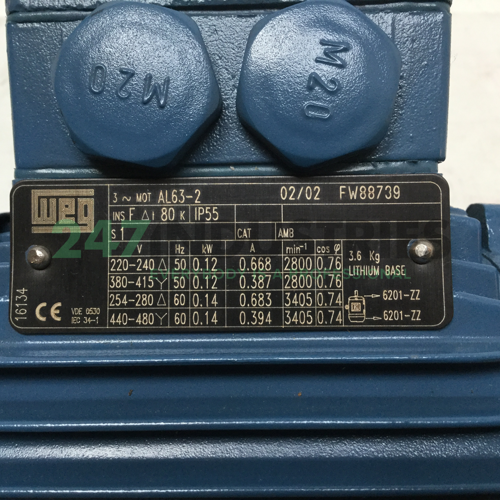 M20 M20
WEG 3 ~ MOT AL63-2 02/02 FW88739
INS F Δt 80 K IP55
S1 CAT AMB
V Hz kW A min-1 cos φ
220-240 Δ 50 0.12 0.668 2800 0.76
380-415 Y 50 0.12 0.387 2800 0.76
254-280 Δ 60 0.14 0.683 3405 0.74
440-480 Y 60 0.14 0.394 3405 0.74
3.6 Kg
LITHIUM BASE
6201-ZZ
6201-ZZ
16T34
VDE 0530
IEC 34-1
247 INDUSTRIES